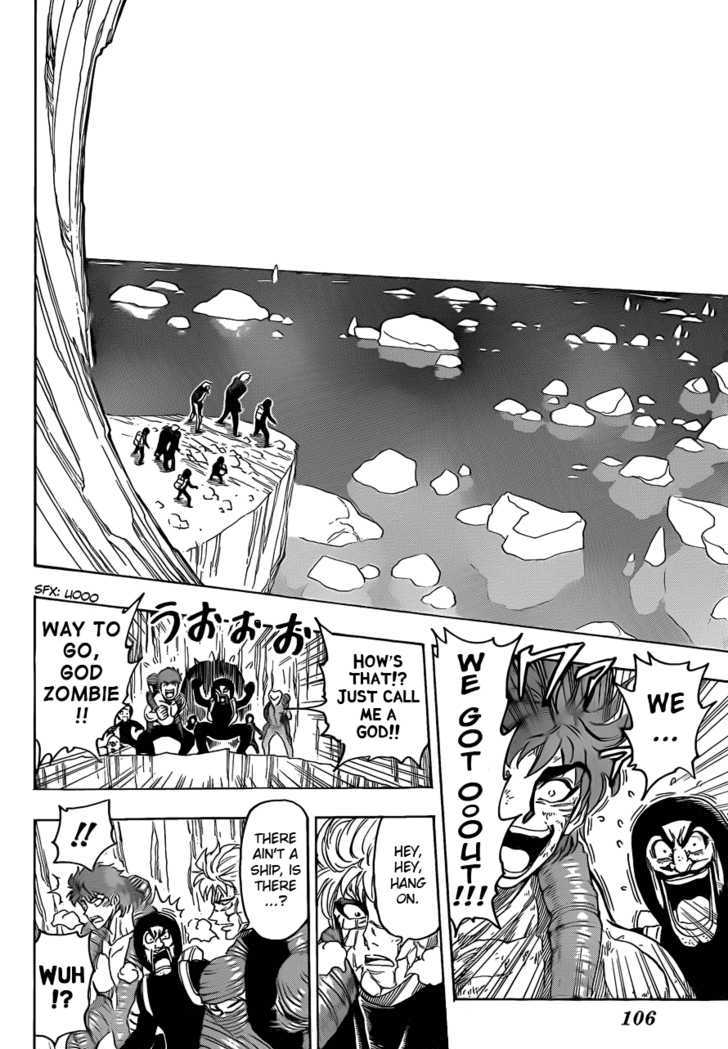 WE
...
WE GOT OOOUT!!!
SFX: UOOO
うおおお
HOW'S
THAT!?
JUST CALL
ME A
GOD!!
WAY TO
GO,
GOD
ZOMBIE
!!
HEY,
HEY,
HANG
ON.
THERE
AIN'T A
SHIP, IS
THERE
...?
!!
WUH
!?
106